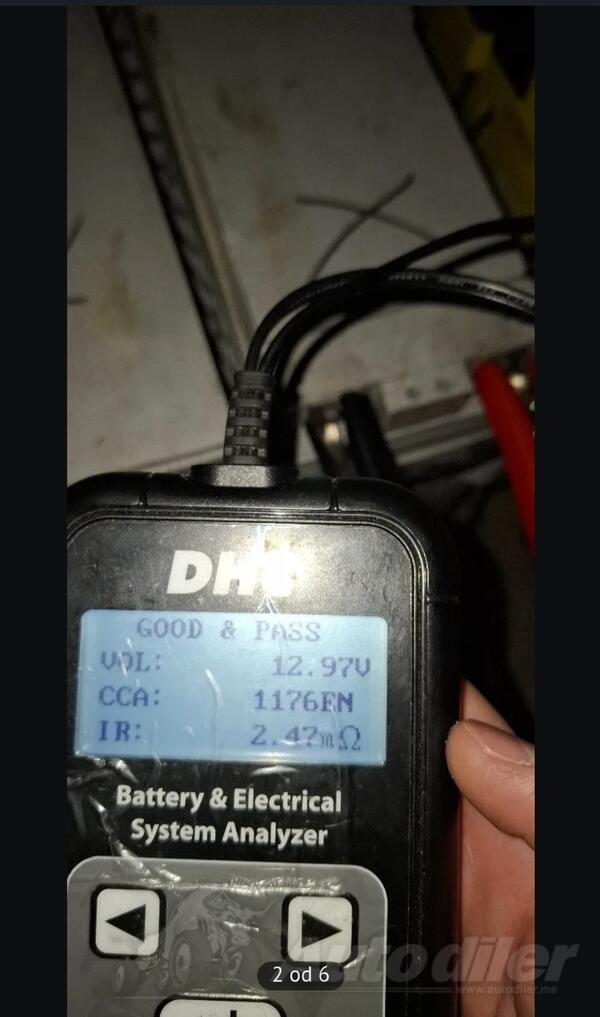 GOOD & PASS
VOL: 12.97V
CCA: 1176EN
IR: 2.47mΩ
Battery & Electrical
System Analyzer
2 od 6
Autodiler
www.autodiler.me